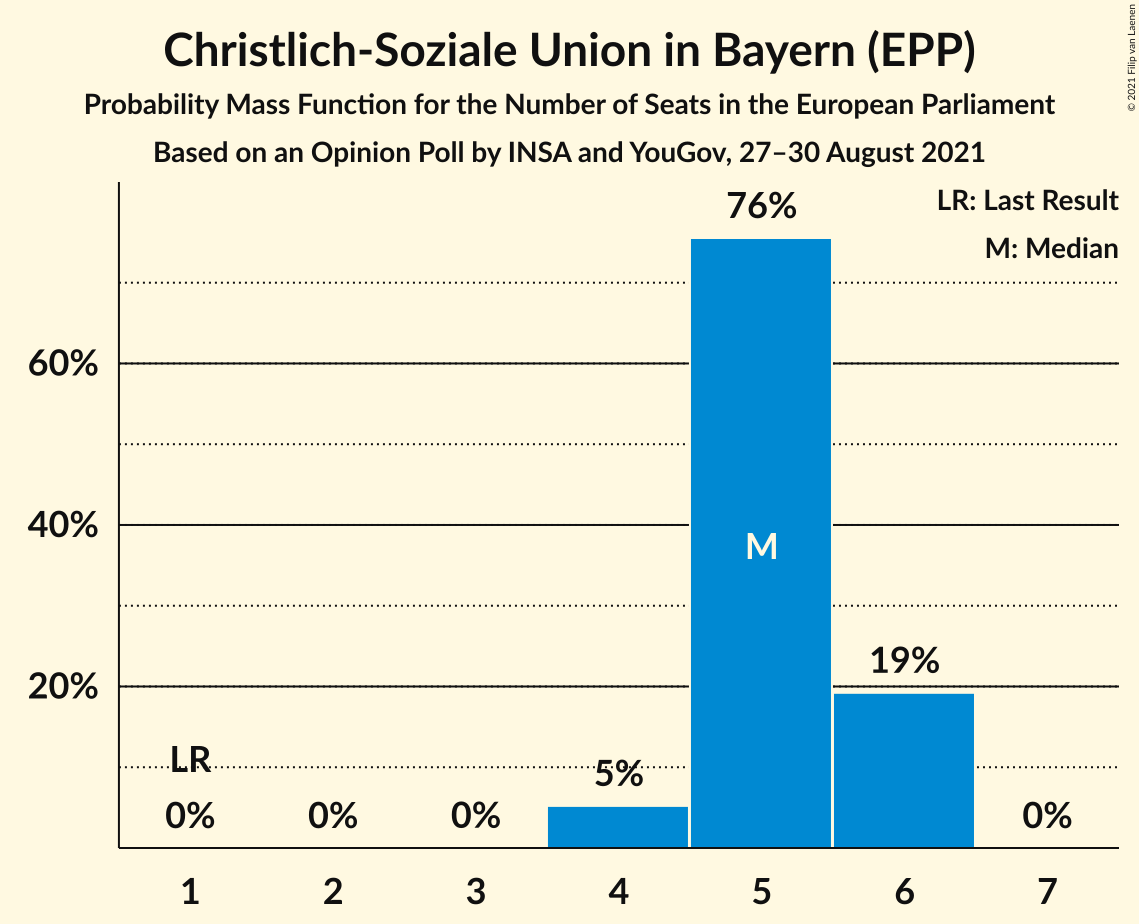 Christlich-Soziale Union in Bayern (EPP)
Probability Mass Function for the Number of Seats in the European Parliament
Based on an Opinion Poll by INSA and YouGov, 27–30 August 2021
© 2021 Filip van Laenen
LR: Last Result
M: Median
76%
60%
40%
M
19%
20%
LR
5%
0% 0% 0% 0%
1 2 3 4 5 6 7